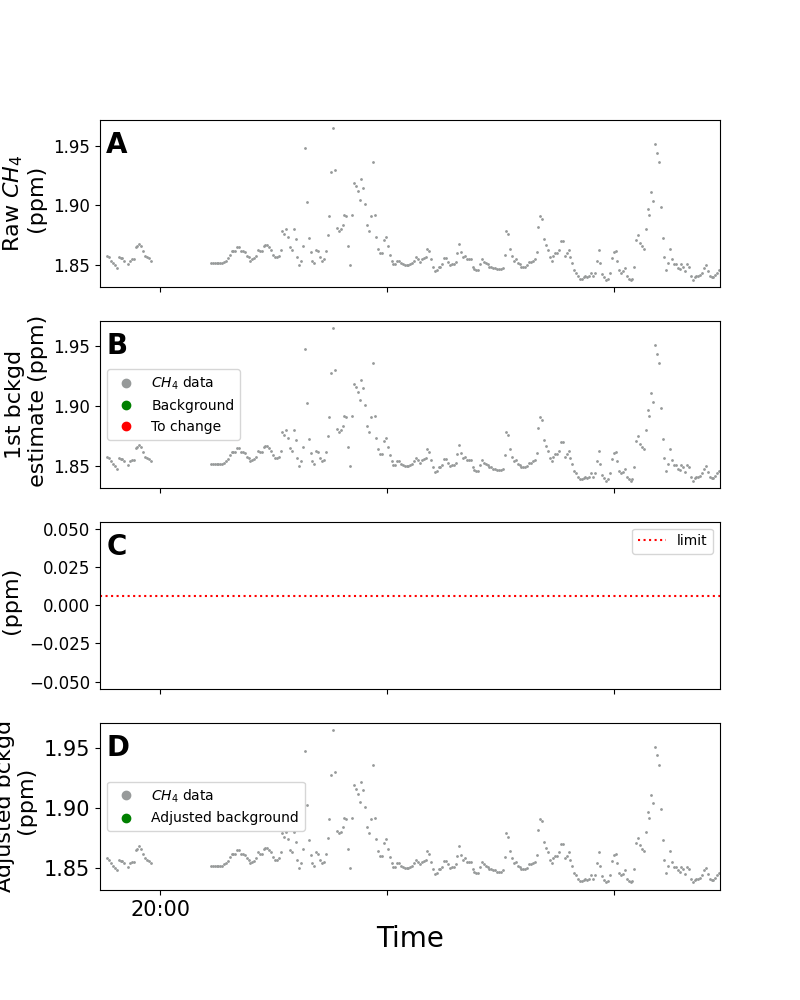 A
1.95
1.90
1.85
Raw CH₄
(ppm)
B
1.95
1.90
1.85
1st bckgd
estimate (ppm)
CH₄ data
Background
To change
C
0.050
0.025
0.000
−0.025
−0.050
(ppm)
limit
D
1.95
1.90
1.85
Adjusted bckgd
(ppm)
CH₄ data
Adjusted background
20:00
Time